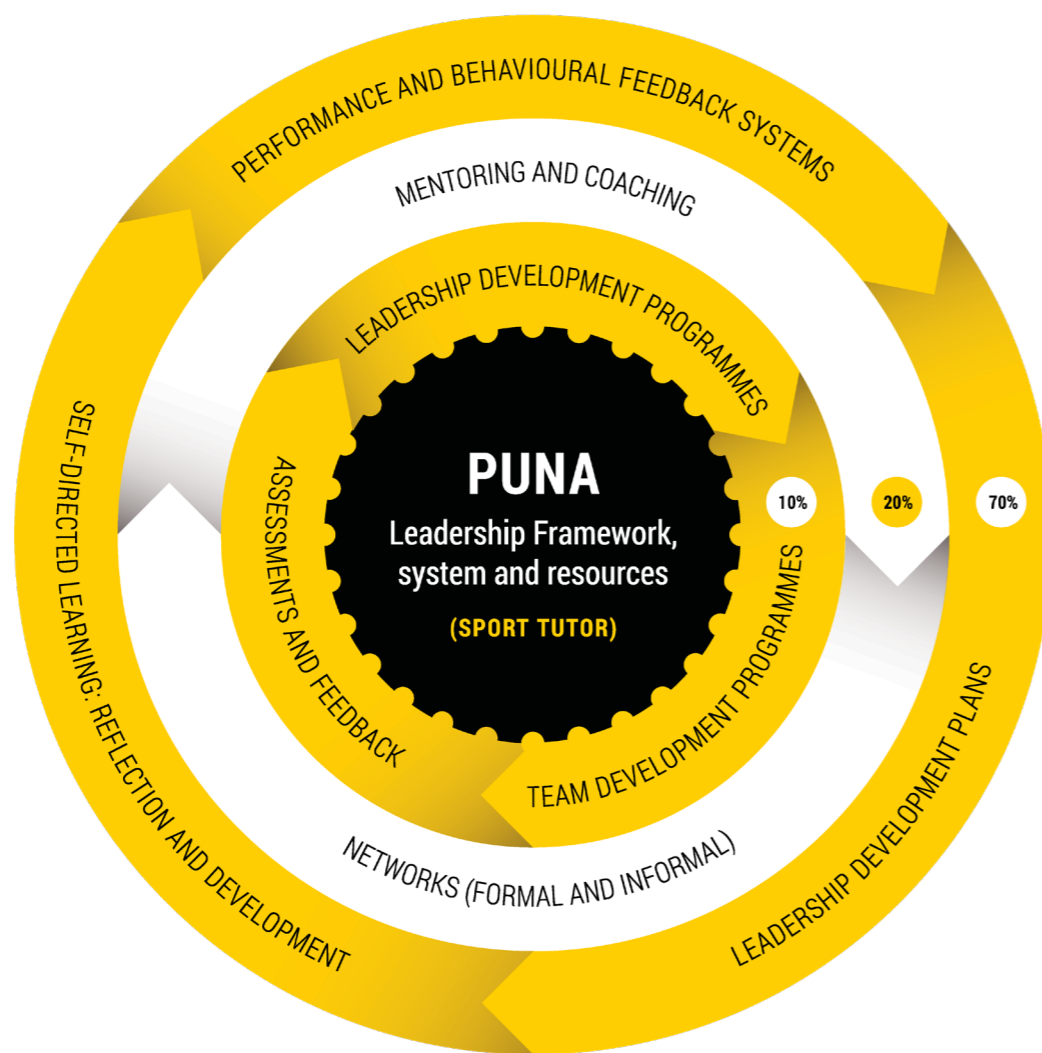 PERFORMANCE AND BEHAVIOURAL FEEDBACK SYSTEMS
MENTORING AND COACHING
LEADERSHIP DEVELOPMENT PROGRAMMES
PUNA
Leadership Framework,
system and resources
(SPORT TUTOR)
10%
20%
70%
SELF-DIRECTED LEARNING: REFLECTION AND DEVELOPMENT
ASSESSMENTS AND FEEDBACK
TEAM DEVELOPMENT PROGRAMMES
NETWORKS (FORMAL AND INFORMAL)
LEADERSHIP DEVELOPMENT PLANS